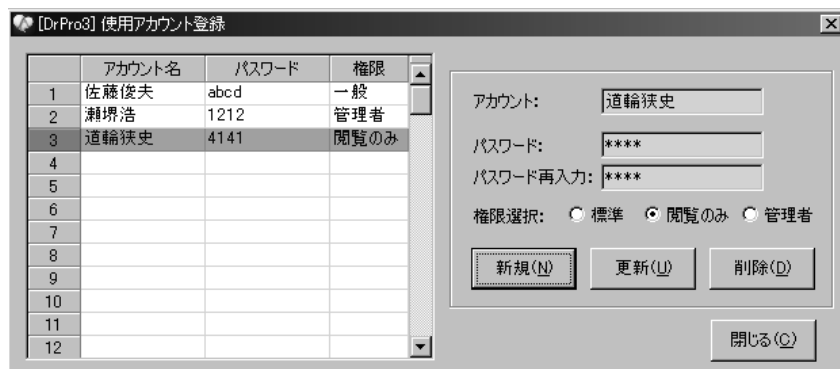 [DrPro3] 使用アカウント登録
アカウント名 パスワード 権限
1 佐藤俊夫 abcd 一般
2 瀬堺浩 1212 管理者
3 道輪狭史 4141 閲覧のみ
4
5
6
7
8
9
10
11
12
アカウント: 道輪狭史
パスワード: ****
パスワード再入力: ****
権限選択: 標準 閲覧のみ 管理者
新規(N) 更新(U) 削除(D)
閉じる(C)